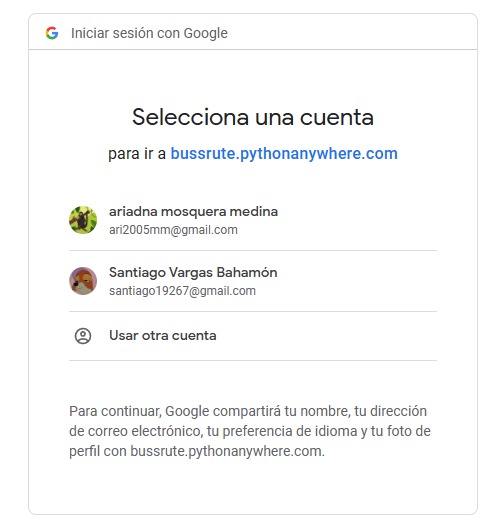 Iniciar sesión con Google
Selecciona una cuenta
para ir a bussrute.pythonanywhere.com
ariadna mosquera medina
ari2005mm@gmail.com
Santiago Vargas Bahamón
santiago19267@gmail.com
Usar otra cuenta
Para continuar, Google compartirá tu nombre, tu dirección
de correo electrónico, tu preferencia de idioma y tu foto de
perfil con bussrute.pythonanywhere.com.